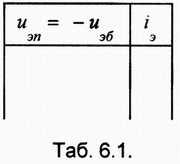 u эп = −u эб i э
Таб. 6.1.